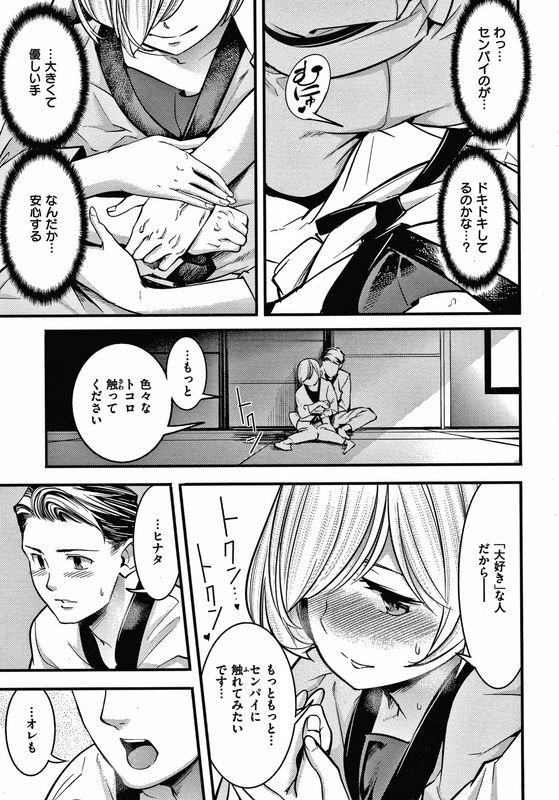 わっ…
センパイのが…
むにゅ
ドキドキして
るのかな…?
…大きくて
優しい手
なんだか…
安心する
…もっと
色々な
トコロ
触って
ください
トクン
トクン
「大好き」な人
だから──
トクン
トクン
もっともっと…
センパイに
触れてみたい
です…
…ヒナタ
…オレも